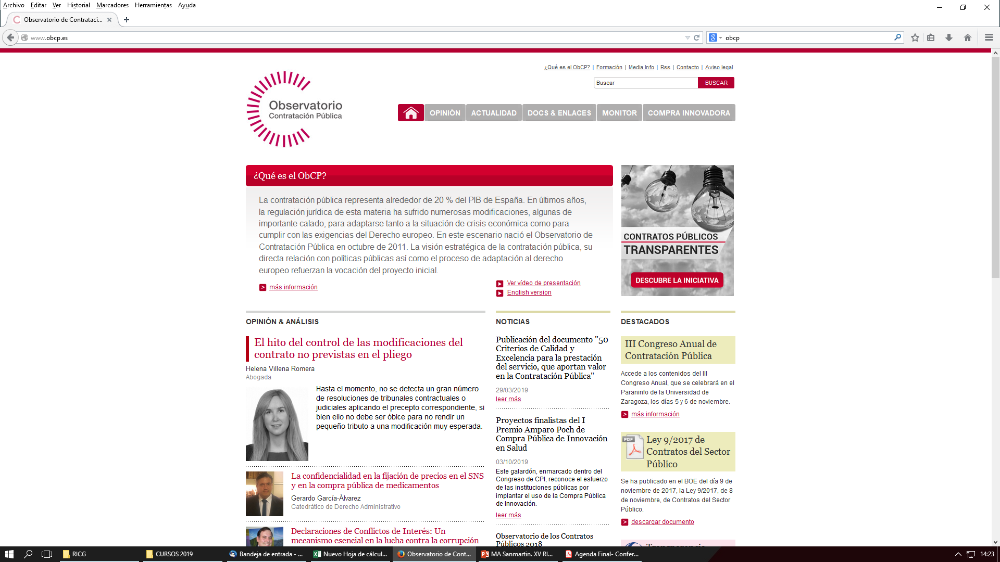 Archivo Editar Ver Historial Marcadores Herramientas Ayuda
Observatorio de Contrataci...
www.obcp.es
obcp
¿Qué es el ObCP? | Formación | Media Info | Rss | Contacto | Aviso legal
Buscar
BUSCAR
Observatorio
Contratación Pública
OPINIÓN
ACTUALIDAD
DOCS & ENLACES
MONITOR
COMPRA INNOVADORA
¿Qué es el ObCP?
La contratación pública representa alrededor de 20 % del PIB de España. En últimos años,
la regulación jurídica de esta materia ha sufrido numerosas modificaciones, algunas de
importante calado, para adaptarse tanto a la situación de crisis económica como para
cumplir con las exigencias del Derecho europeo. En este escenario nació el Observatorio de
Contratación Pública en octubre de 2011. La visión estratégica de la contratación pública, su
directa relación con políticas públicas así como el proceso de adaptación al derecho
europeo refuerzan la vocación del proyecto inicial.
más información
Ver vídeo de presentación
English version
CONTRATOS PÚBLICOS
TRANSPARENTES
DESCUBRE LA INICIATIVA
OPINIÓN & ANÁLISIS
El hito del control de las modificaciones del
contrato no previstas en el pliego
Helena Villena Romera
Abogada
Hasta el momento, no se detecta un gran número
de resoluciones de tribunales contractuales o
judiciales aplicando el precepto correspondiente, si
bien ello no debe ser óbice para no rendir un
pequeño tributo a una modificación muy esperada.
La confidencialidad en la fijación de precios en el SNS
y en la compra pública de medicamentos
Gerardo García-Álvarez
Catedrático de Derecho Administrativo
Declaraciones de Conflictos de Interés: Un
mecanismo esencial en la lucha contra la corrupción
NOTICIAS
Publicación del documento "50
Criterios de Calidad y
Excelencia para la prestación
del servicio, que aportan valor
en la Contratación Pública"
29/03/2019
leer más
Proyectos finalistas del I
Premio Amparo Poch de
Compra Pública de Innovación
en Salud
03/10/2019
Este galardón, enmarcado dentro del
Congreso de CPI, reconoce el esfuerzo
de las instituciones públicas por
implantar el uso de la Compra Pública
de Innovación.
leer más
Observatorio de los Contratos
Públicos 2018
DESTACADOS
III Congreso Anual de
Contratación Pública
Accede a los contenidos del III
Congreso Anual, que se celebrará en el
Paraninfo de la Universidad de
Zaragoza, los días 5 y 6 de noviembre.
más información
PDF
Ley 9/2017 de
Contratos del Sector
Público
Se ha publicado en el BOE del día 9 de
noviembre de 2017, la Ley 9/2017, de 8
de noviembre, de Contratos del Sector
Público.
descargar documento
Transparencia
RICG
CURSOS 2019
Bandeja de entrada - ...
Nuevo Hoja de cálcul...
Observatorio de Cont...
MA Sanmartin. XV RI...
Agenda Final- Confer...
14:23